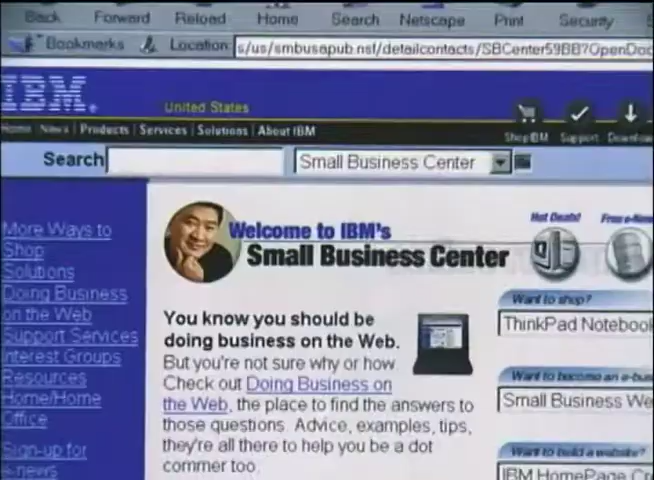 Back Forward Reload Home Search Netscape Print Security
Bookmarks Location: s/us/smbusapub.nsf/detailcontacts/SBCenter59BB?OpenDoc
IBM
United States
Home News Products Services Solutions About IBM
ShopIBM Support Download
Search Small Business Center
More Ways to
Shop
Solutions
Doing Business
on the Web
Support Services
Interest Groups
Resources
Home/Home
Office
Sign-up for
e-news
Welcome to IBM's
Small Business Center
You know you should be
doing business on the Web.
But you're not sure why or how
Check out Doing Business on
the Web, the place to find the answers to
those questions. Advice, examples, tips,
they're all there to help you be a dot
commer too.
Hot Deals! Free e-New
Want to shop?
ThinkPad Notebook
Want to become an e-bus
Small Business We
Want to build a website?
IBM HomePage Cr